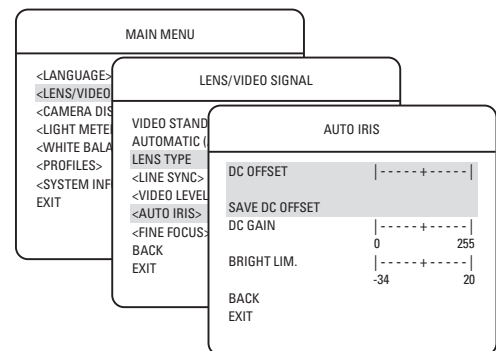 MAIN MENU
<LANGUAGE>
<LENS/VIDEO
<CAMERA DIS
<LIGHT METE
<WHITE BALA
<PROFILES>
<SYSTEM INF
EXIT
LENS/VIDEO SIGNAL
VIDEO STAND
AUTOMATIC (
LENS TYPE
<LINE SYNC>
<VIDEO LEVEL
<AUTO IRIS>
<FINE FOCUS>
BACK
EXIT
AUTO IRIS
DC OFFSET |-----+-----|
SAVE DC OFFSET
DC GAIN |-----+-----|
0 255
BRIGHT LIM. |-----+-----|
-34 20
BACK
EXIT